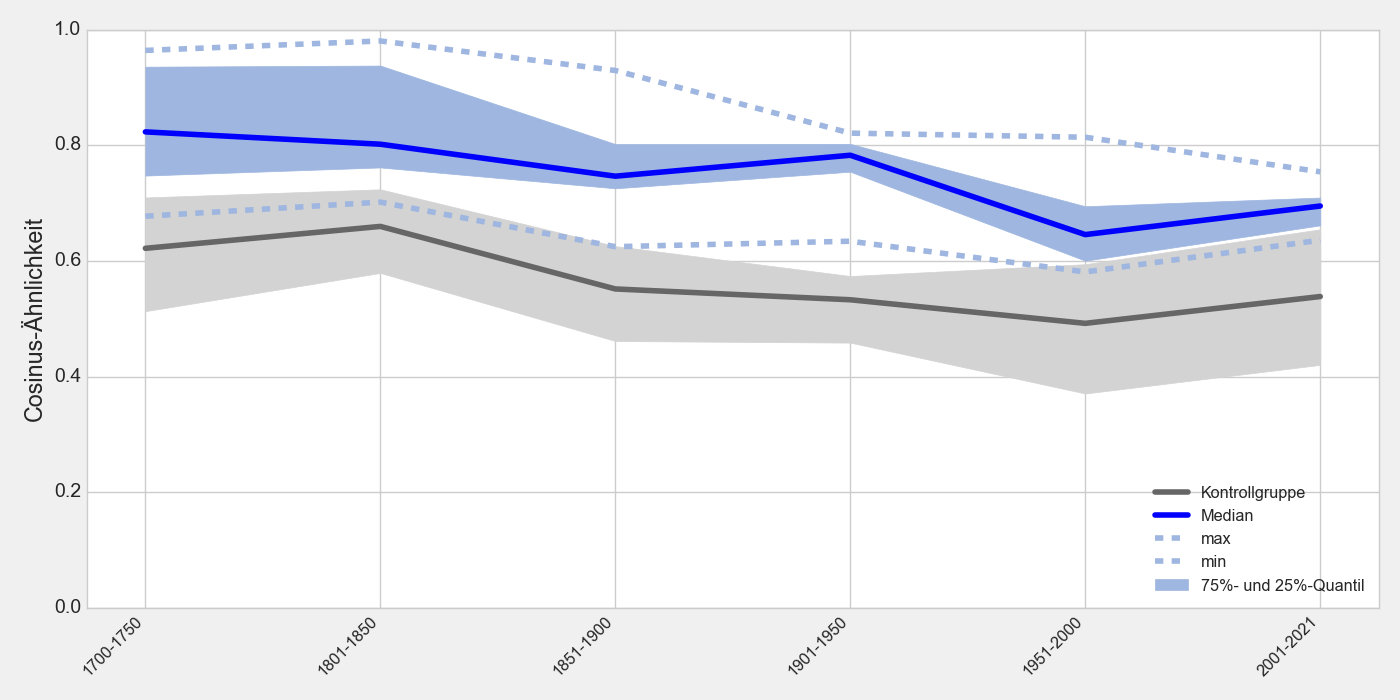 Cosinus-Ähnlichkeit
1.0
0.8
0.6
0.4
0.2
0.0
1700-1750
1801-1850
1851-1900
1901-1950
1951-2000
2001-2021
Kontrollgruppe
Median
max
min
75%- und 25%-Quantil